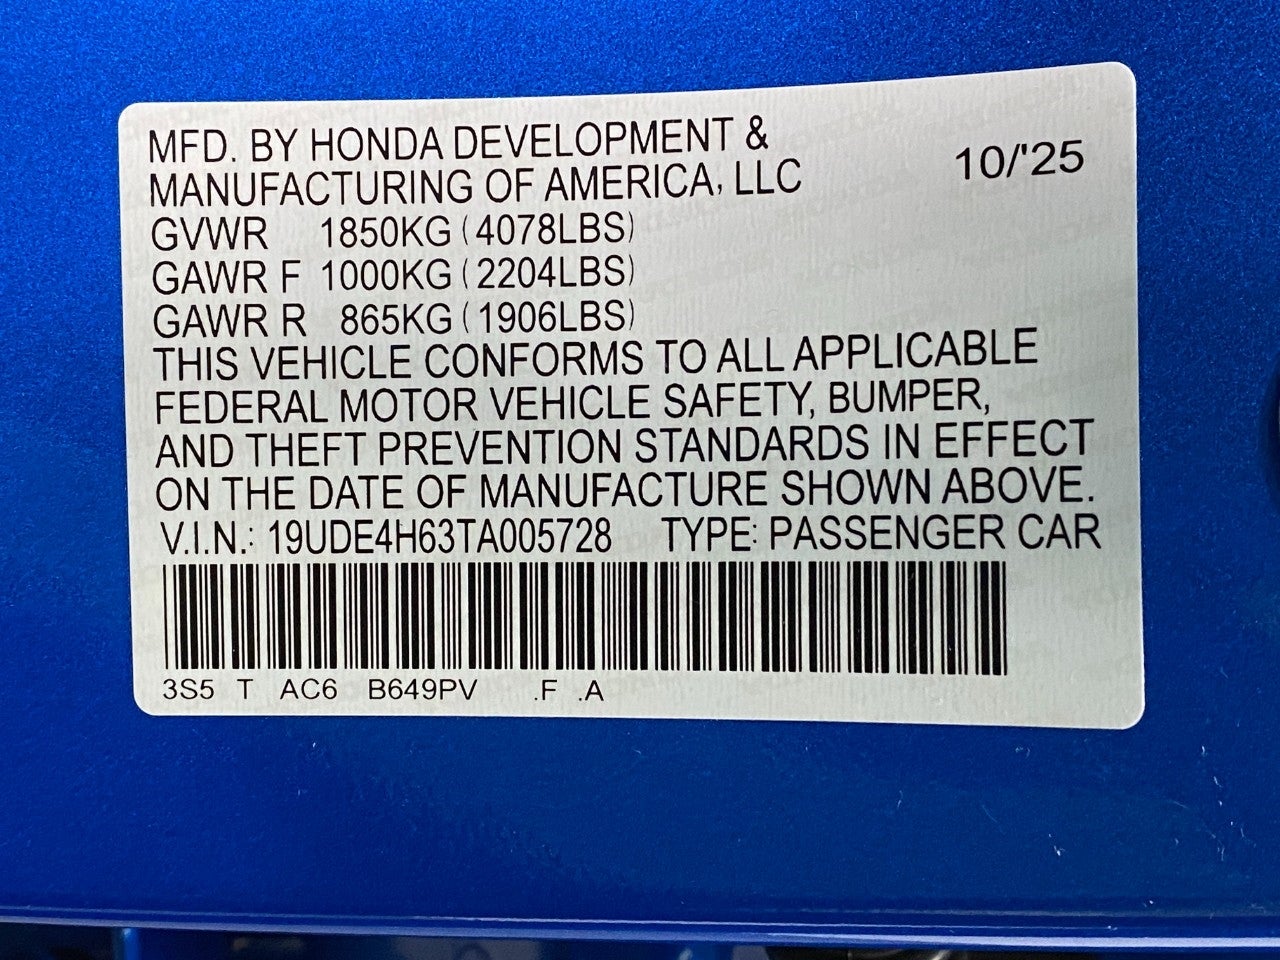 MFD. BY HONDA DEVELOPMENT &
MANUFACTURING OF AMERICA, LLC
10/'25
GVWR 1850KG (4078LBS)
GAWR F 1000KG (2204LBS)
GAWR R 865KG (1906LBS)
THIS VEHICLE CONFORMS TO ALL APPLICABLE
FEDERAL MOTOR VEHICLE SAFETY, BUMPER,
AND THEFT PREVENTION STANDARDS IN EFFECT
ON THE DATE OF MANUFACTURE SHOWN ABOVE.
V.I.N.: 19UDE4H63TA005728 TYPE: PASSENGER CAR
3S5 T AC6 B649PV .F .A